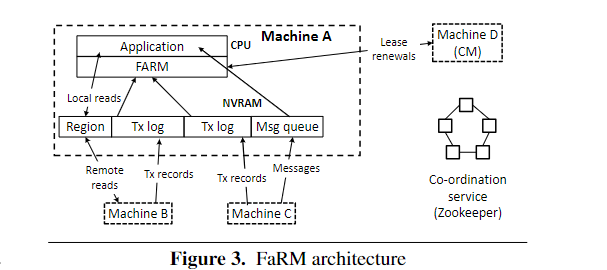 Machine A
Application
CPU
FARM
Lease
renewals
Machine D
(CM)
Local reads
NVRAM
Region
Tx log
Tx log
Msg queue
Remote
reads
Tx records
Tx records
Messages
Machine B
Machine C
Co-ordination
service
(Zookeeper)
Figure 3. FaRM architecture